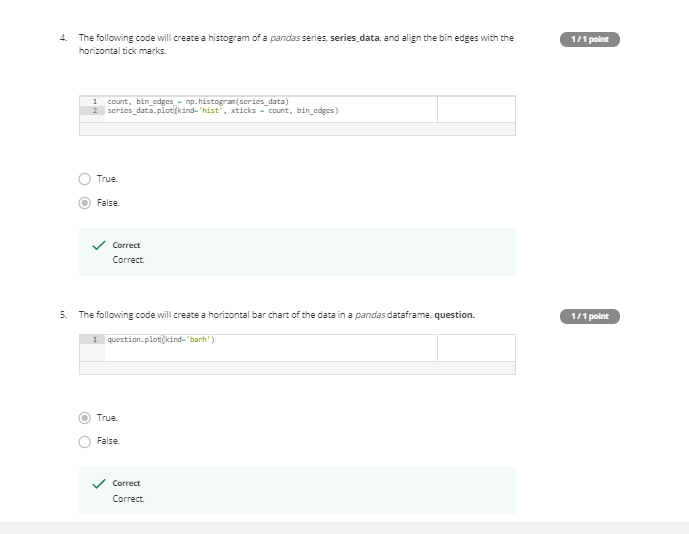 4. The following code will create a histogram of a pandas series, series_data, and align the bin edges with the
1 / 1 point
horizontal tick marks.
1 count, bin_edges = np.histogram(series_data)
2 series_data.plot(kind='hist', xticks = count, bin_edges)
True.
False.
Correct
Correct.
5. The following code will create a horizontal bar chart of the data in a pandas dataframe, question.
1 / 1 point
1 question.plot(kind='barh')
True.
False.
Correct
Correct.